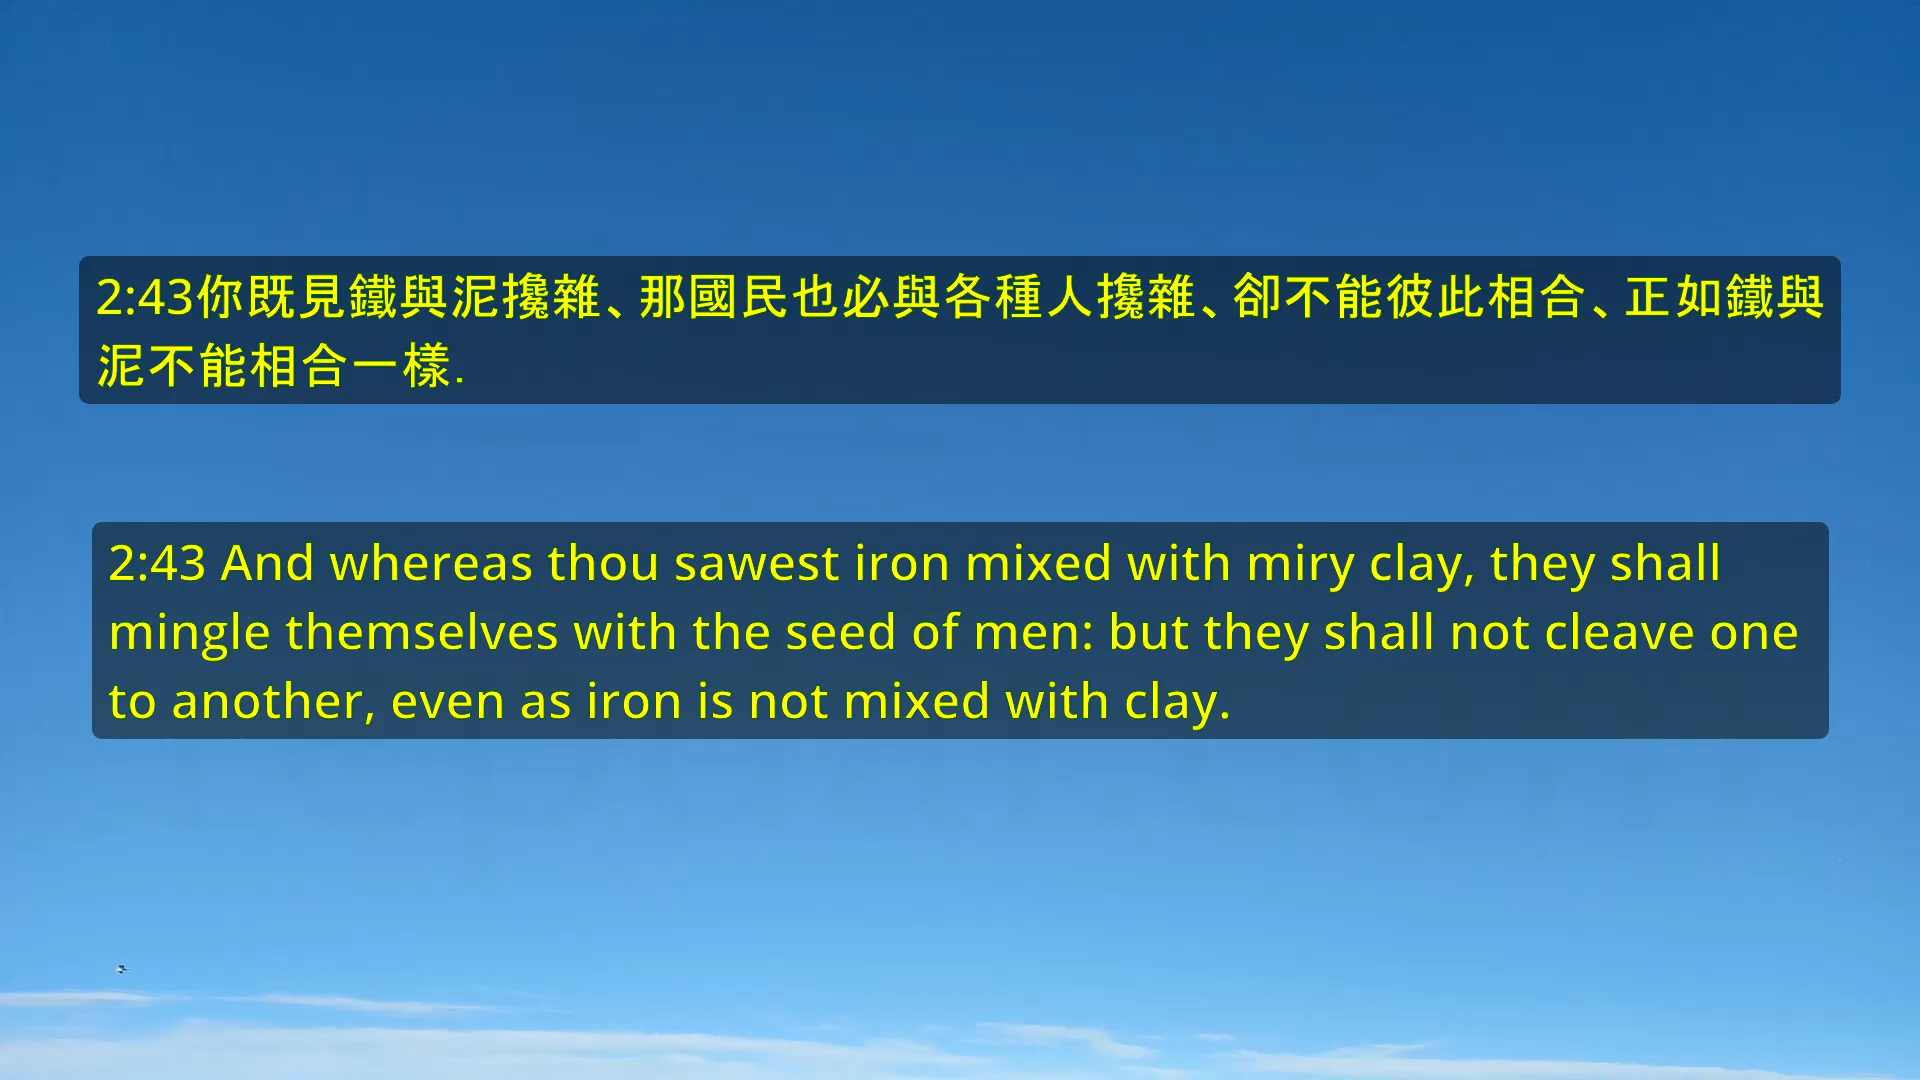 2:43你既見鐵與泥攙雜、那國民也必與各種人攙雜、卻不能彼此相合、正如鐵與
泥不能相合一樣.
2:43 And whereas thou sawest iron mixed with miry clay, they shall
mingle themselves with the seed of men: but they shall not cleave one
to another, even as iron is not mixed with clay.